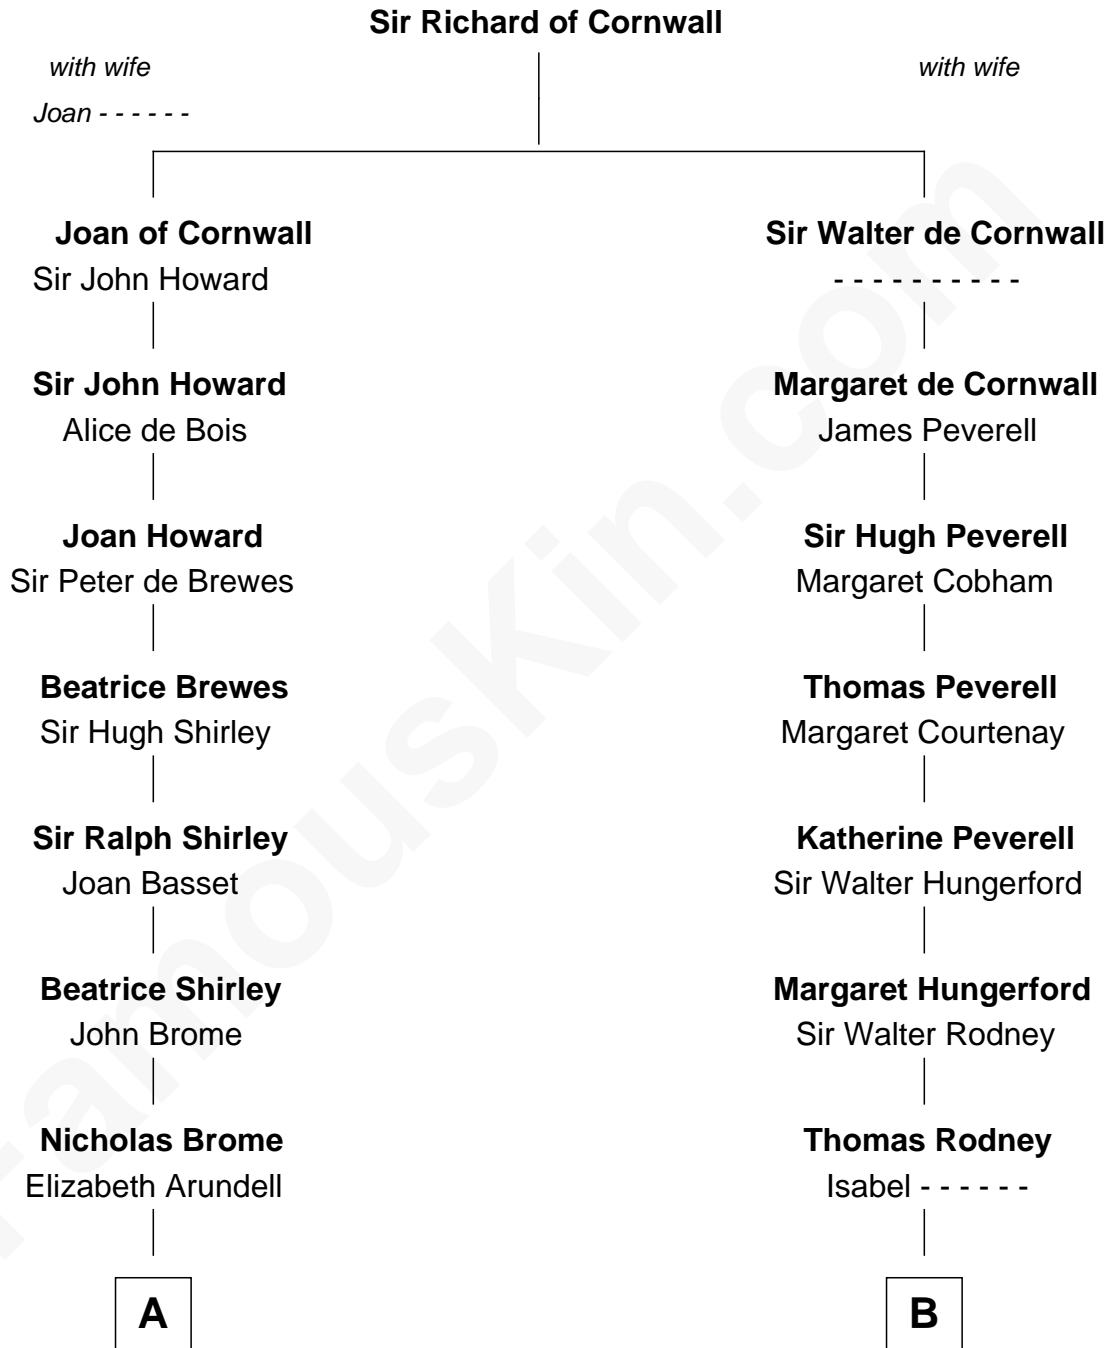 Sir Richard of Cornwall
with wife
with wife
Joan - - - - - -
Joan of Cornwall
Sir Walter de Cornwall
Sir John Howard
- - - - - - - - - -
Sir John Howard
Margaret de Cornwall
Alice de Bois
James Peverell
Joan Howard
Sir Hugh Peverell
Sir Peter de Brewes
Margaret Cobham
Beatrice Brewes
Thomas Peverell
Sir Hugh Shirley
Margaret Courtenay
Sir Ralph Shirley
Katherine Peverell
Joan Basset
Sir Walter Hungerford
Beatrice Shirley
Margaret Hungerford
John Brome
Sir Walter Rodney
Nicholas Brome
Thomas Rodney
Elizabeth Arundell
Isabel - - - - - -
A
B
FamousKin.com